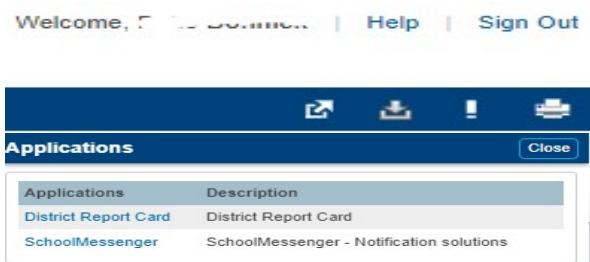 Welcome, | Help | Sign Out
Applications Close
Applications Description
District Report Card District Report Card
SchoolMessenger SchoolMessenger - Notification solutions